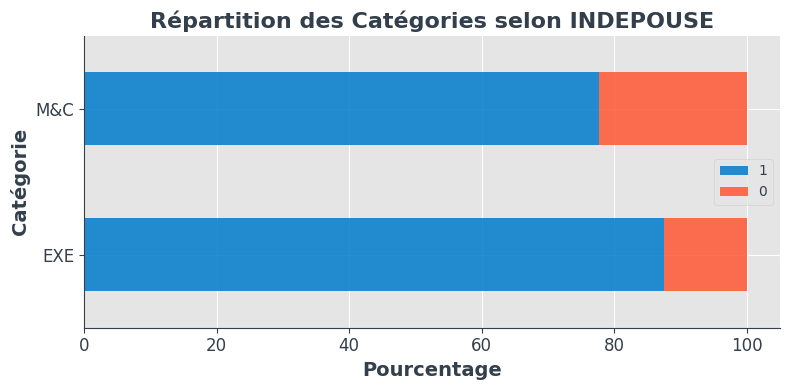 Répartition des Catégories selon INDEPOUSE
Catégorie
M&C
EXE
1
0
0 20 40 60 80 100
Pourcentage